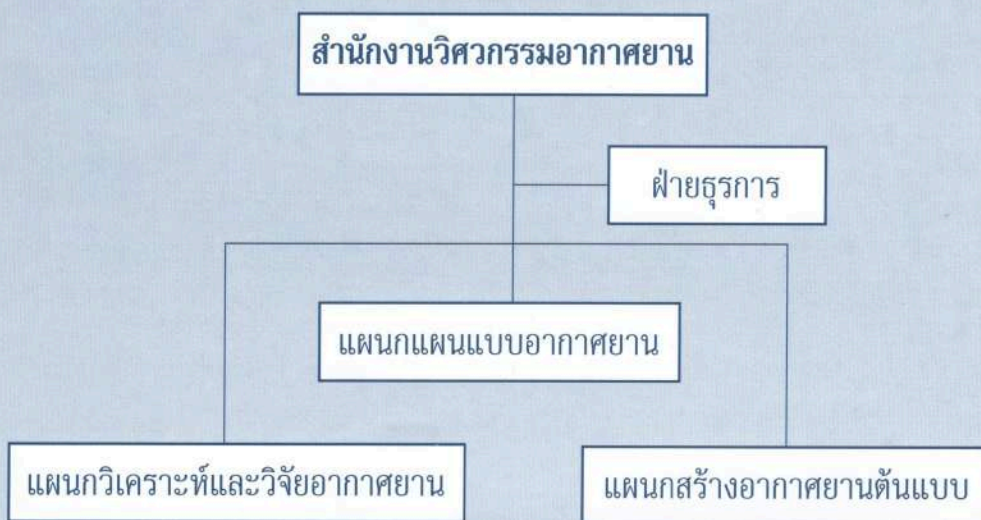 สำนักงานวิศวกรรมอากาศยาน
ฝ่ายธุรการ
แผนกแผนแบบอากาศยาน
แผนกวิเคราะห์และวิจัยอากาศยาน
แผนกสร้างอากาศยานต้นแบบ